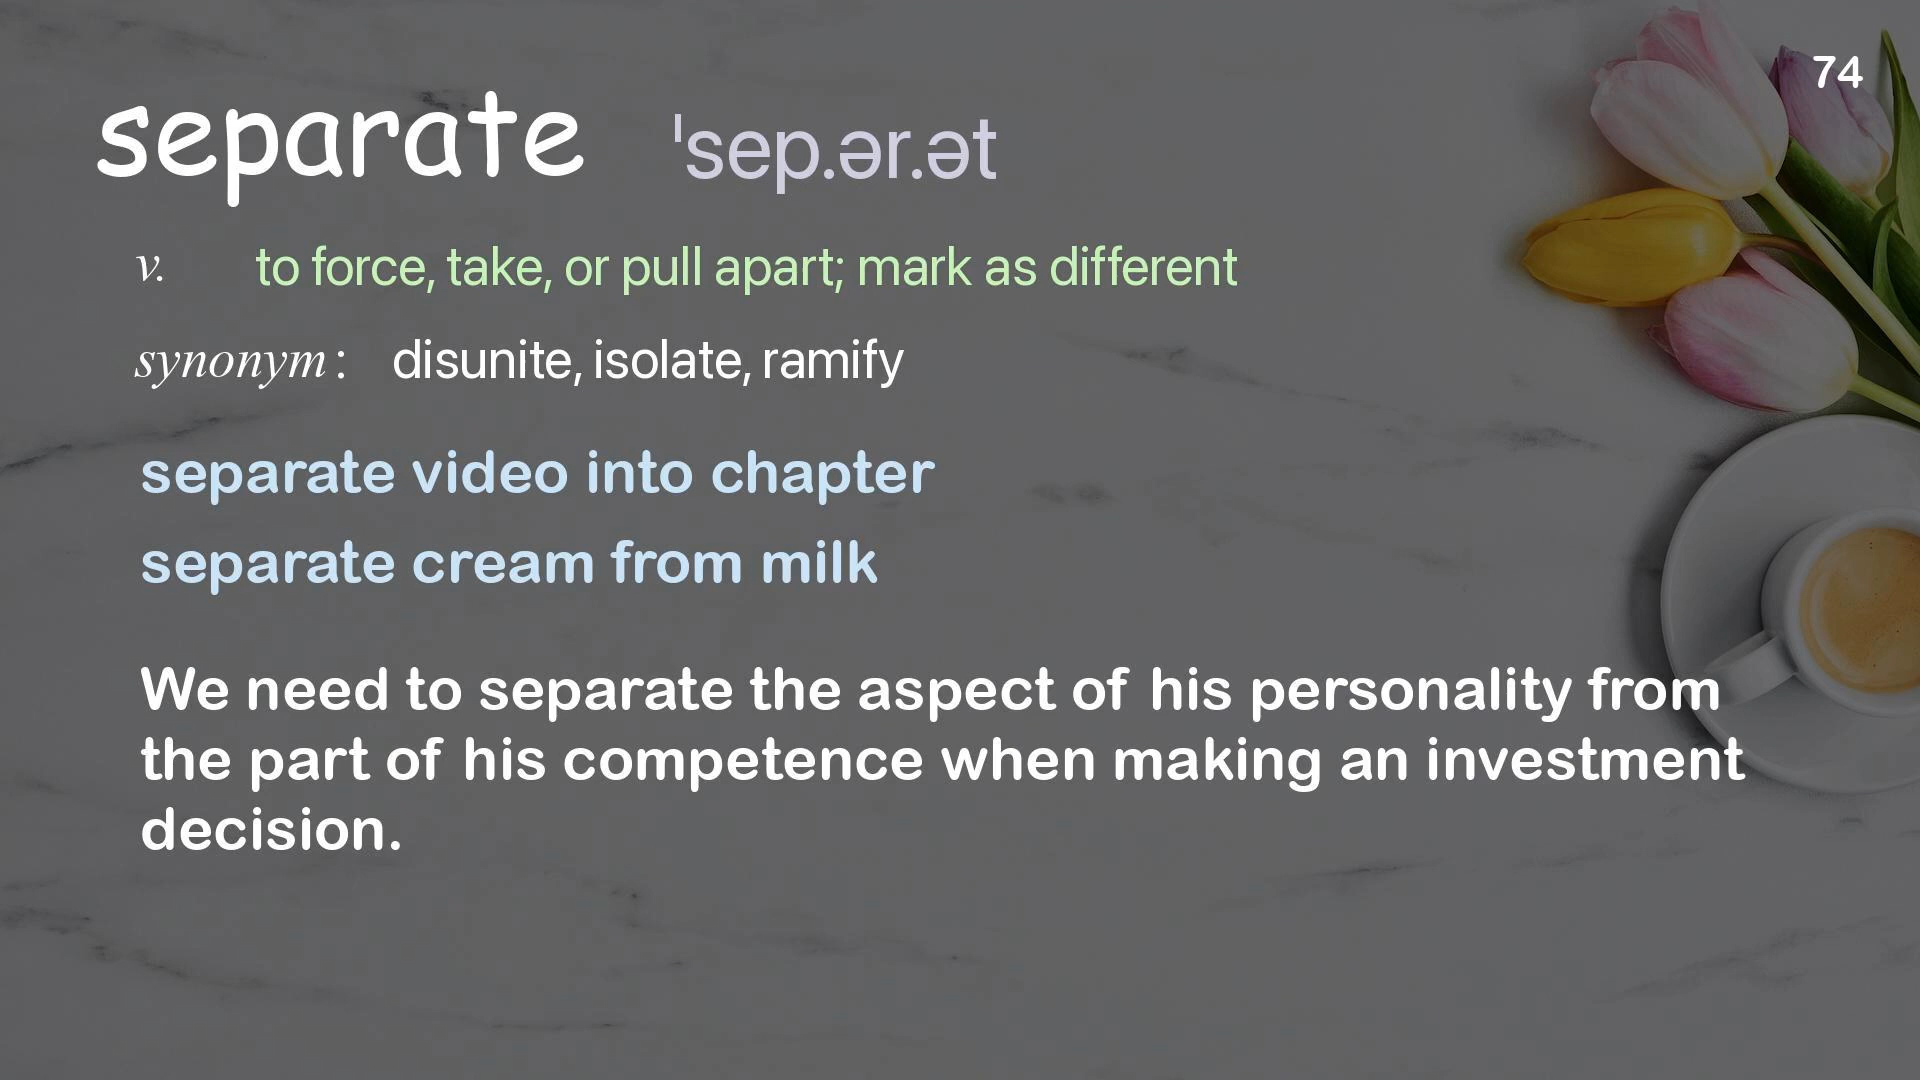 74
separate ˈsep.ər.ət
v. to force, take, or pull apart; mark as different
synonym: disunite, isolate, ramify
separate video into chapter
separate cream from milk
We need to separate the aspect of his personality from
the part of his competence when making an investment
decision.